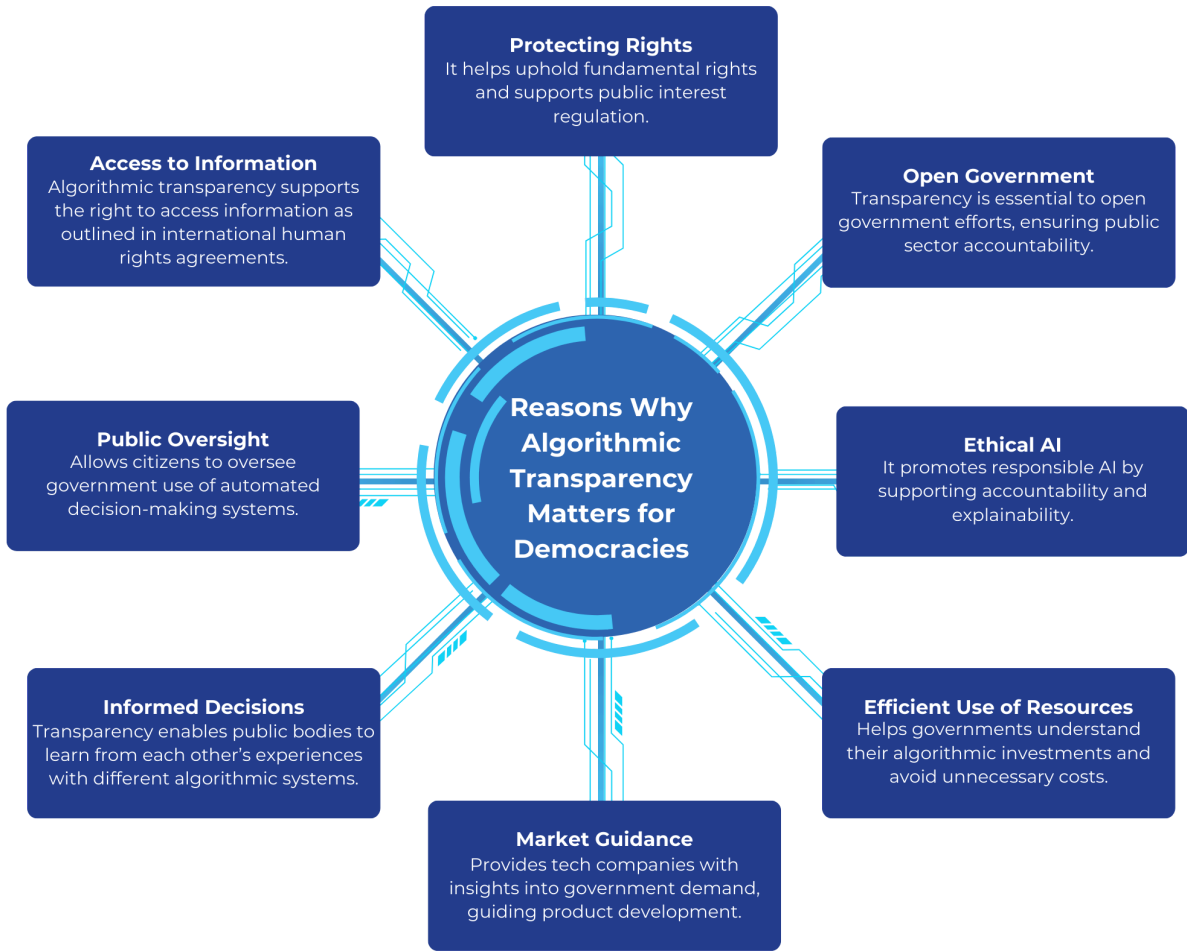 Protecting Rights
It helps uphold fundamental rights
and supports public interest
regulation.
Access to Information
Algorithmic transparency supports
the right to access information as
outlined in international human
rights agreements.
Open Government
Transparency is essential to open
government efforts, ensuring public
sector accountability.
Reasons Why
Algorithmic
Transparency
Matters for
Democracies
Public Oversight
Allows citizens to oversee
government use of automated
decision-making systems.
Ethical AI
It promotes responsible AI by
supporting accountability and
explainability.
Informed Decisions
Transparency enables public bodies to
learn from each other’s experiences
with different algorithmic systems.
Efficient Use of Resources
Helps governments understand
their algorithmic investments and
avoid unnecessary costs.
Market Guidance
Provides tech companies with
insights into government demand,
guiding product development.